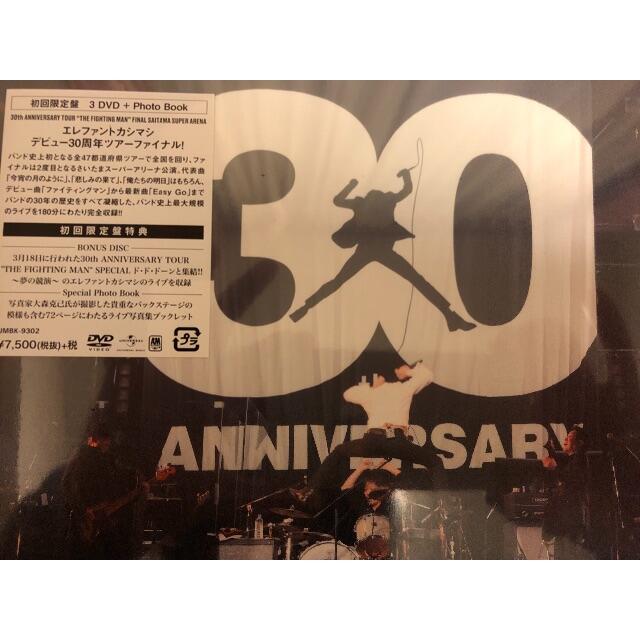 初回限定盤 3 DVD + Photo Book
30th ANNIVERSARY TOUR "THE FIGHTING MAN" FINAL SAITAMA SUPER ARENA
エレファントカシマシ
デビュー30周年ツアーファイナル!
バンド史上初となる全47都道府県ツアーで全国を回り、ファ
イナルは2度目となるさいたまスーパーアリーナ公演。代表曲
「今宵の月のように」、「悲しみの果て」、「俺たちの明日」はもちろん、
デビュー曲「ファイティングマン」から最新曲「Easy Go」まで
バンドの30年の歴史をすべて凝縮した、バンド史上最大規模
のライブを180分にわたり完全収録!!
初回限定盤特典
BONUS DISC
3月18日に行われた30th ANNIVERSARY TOUR
"THE FIGHTING MAN" SPECIAL ド・ド・ドーンと集結!!
〜夢の競演〜 のエレファントカシマシのライブを収録
Special Photo Book
写真家大森克己氏が撮影した貴重なバックステージの
模様も含む72ページにわたるライブ写真集ブックレット
UMBK-9302
¥7,500(税抜)+税
DVD
VIDEO
UNIVERSAL
UNIVERSAL MUSIC
A&M
プラ
30
ANNIVERSARY